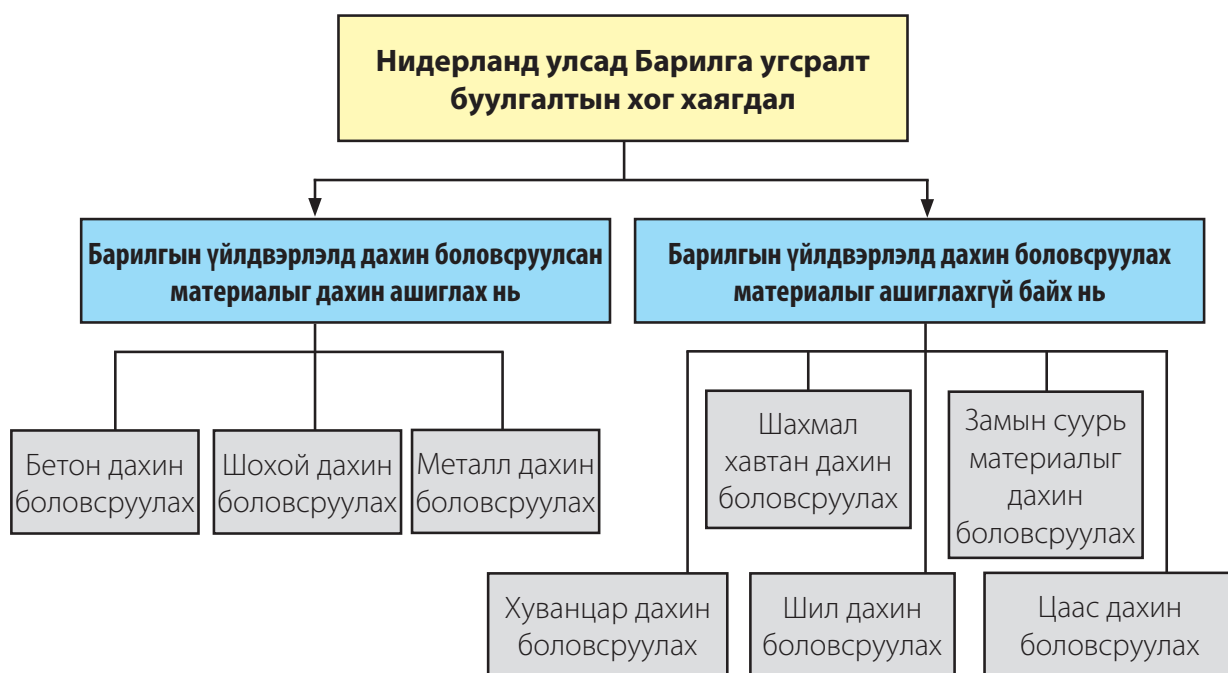 Нидерланд улсад Барилга угсралт
буулгалтын хог хаягдал
Барилгын үйлдвэрлэлд дахин боловсруулсан
материалыг дахин ашиглах нь
Барилгын үйлдвэрлэлд дахин боловсруулах
материалыг ашиглахгүй байх нь
Бетон дахин
боловсруулах
Шохой дахин
боловсруулах
Металл дахин
боловсруулах
Шахмал
хавтан дахин
боловсруулах
Замын суурь
материалыг
дахин
боловсруулах
Хуванцар дахин
боловсруулах
Шил дахин
боловсруулах
Цаас дахин
боловсруулах